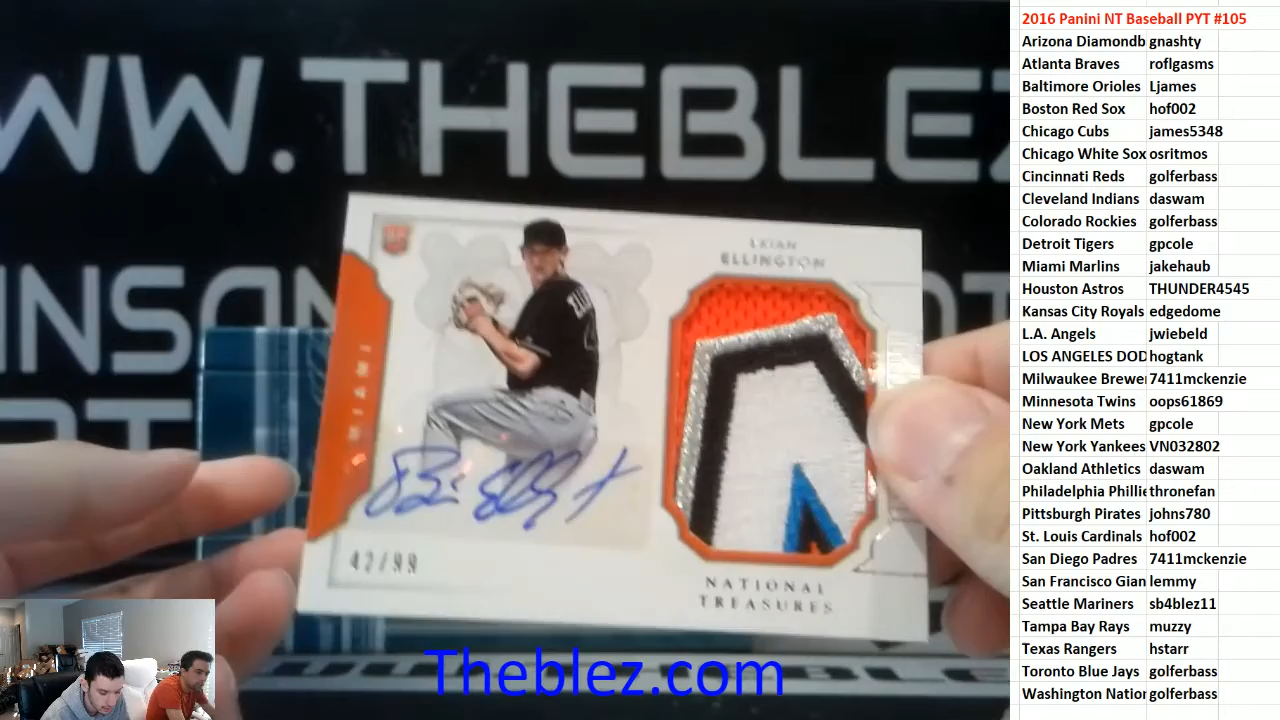 WW.THEBLEZ
2016 Panini NT Baseball PYT #105
Arizona Diamondb gnashty
Atlanta Braves roflgasms
Baltimore Orioles Ljames
Boston Red Sox hof002
Chicago Cubs james5348
Chicago White Sox osritmos
Cincinnati Reds golferbass
Cleveland Indians daswam
Colorado Rockies golferbass
Detroit Tigers gpcole
Miami Marlins jakehaub
Houston Astros THUNDER4545
Kansas City Royals edgedome
L.A. Angels jwiebeld
LOS ANGELES DOD hogtank
Milwaukee Brewe 7411mckenzie
Minnesota Twins oops61869
New York Mets gpcole
New York Yankees VN032802
Oakland Athletics daswam
Philadelphia Phillie thronefan
Pittsburgh Pirates johns780
St. Louis Cardinals hof002
San Diego Padres 7411mckenzie
San Francisco Gian lemmy
Seattle Mariners sb4blez11
Tampa Bay Rays muzzy
Texas Rangers hstarr
Toronto Blue Jays golferbass
Washington Nation golferbass
ELLINGTON
MIAMI
42/99
NATIONAL
TREASURES
Theblez.com